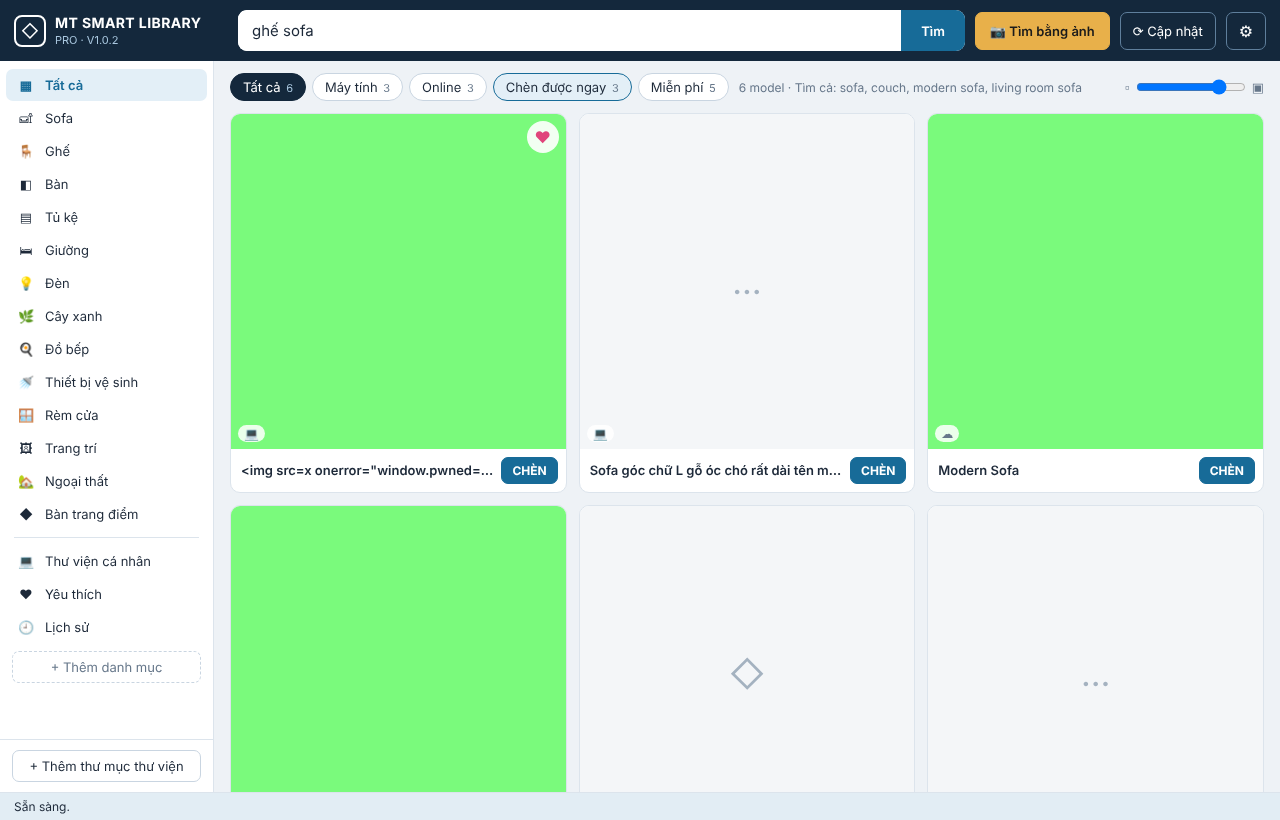 MT SMART LIBRARY
PRO · V1.0.2
ghế sofa
Tìm
Tìm bằng ảnh
Cập nhật
Tất cả
Sofa
Ghế
Bàn
Tủ kệ
Giường
Đèn
Cây xanh
Đồ bếp
Thiết bị vệ sinh
Rèm cửa
Trang trí
Ngoại thất
Bàn trang điểm
Thư viện cá nhân
Yêu thích
Lịch sử
+ Thêm danh mục
+ Thêm thư mục thư viện
Tất cả 6
Máy tính 3
Online 3
Chèn được ngay 3
Miễn phí 5
6 model · Tìm cả: sofa, couch, modern sofa, living room sofa
<img src=x onerror="window.pwned=...
CHÈN
Sofa góc chữ L gỗ óc chó rất dài tên m...
CHÈN
Modern Sofa
CHÈN
Sẵn sàng.